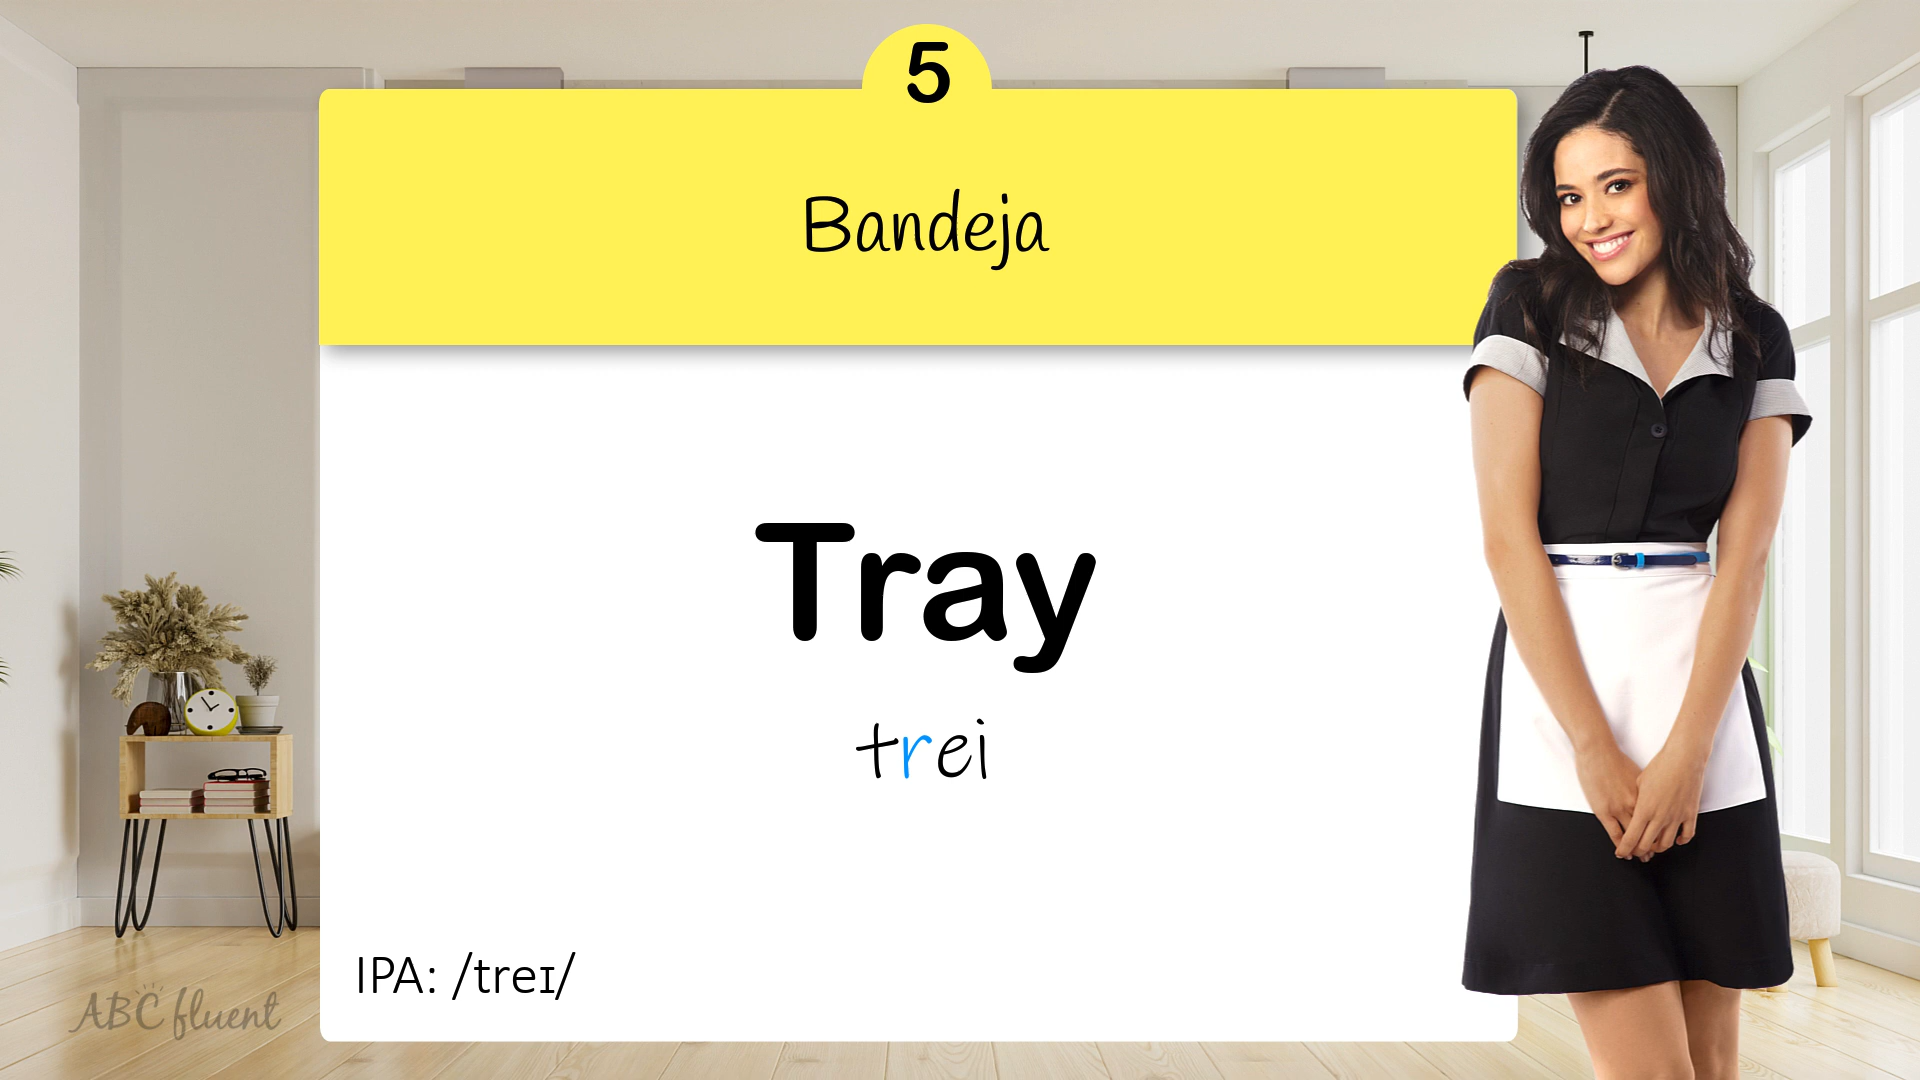 5
Bandeja
Tray
trei
IPA: /treɪ/
ABC fluent